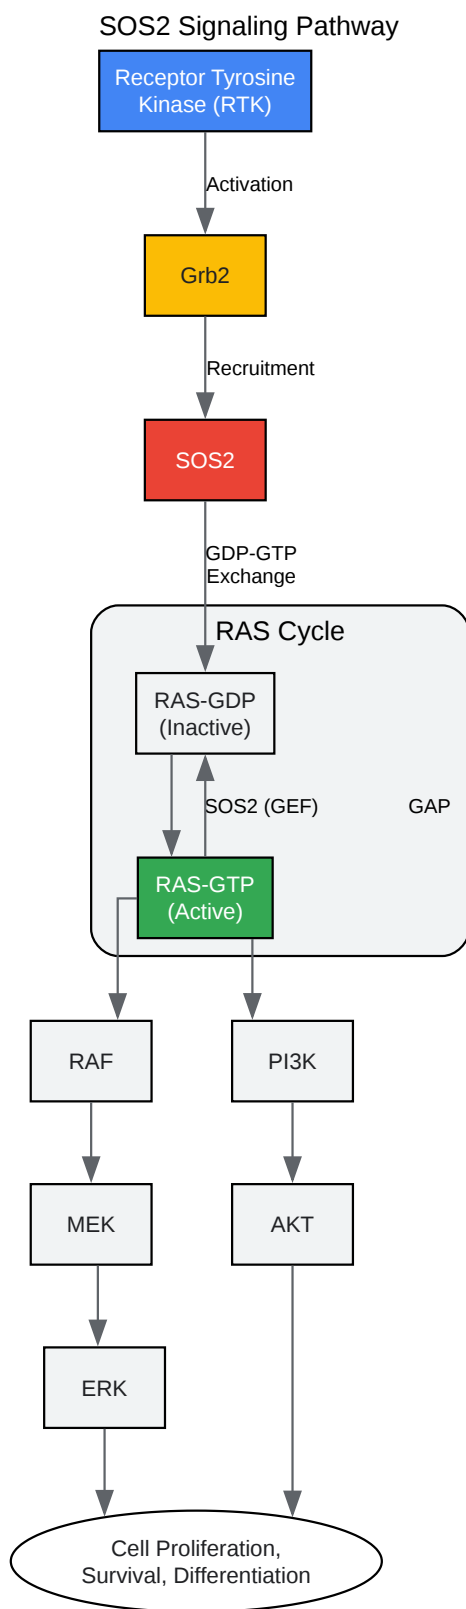 SOS2 Signaling Pathway
Receptor Tyrosine
Kinase (RTK)
Activation
Grb2
Recruitment
SOS2
GDP-GTP
Exchange
RAS Cycle
RAS-GDP
(Inactive)
SOS2 (GEF)
GAP
RAS-GTP
(Active)
RAF
PI3K
MEK
AKT
ERK
Cell Proliferation,
Survival, Differentiation